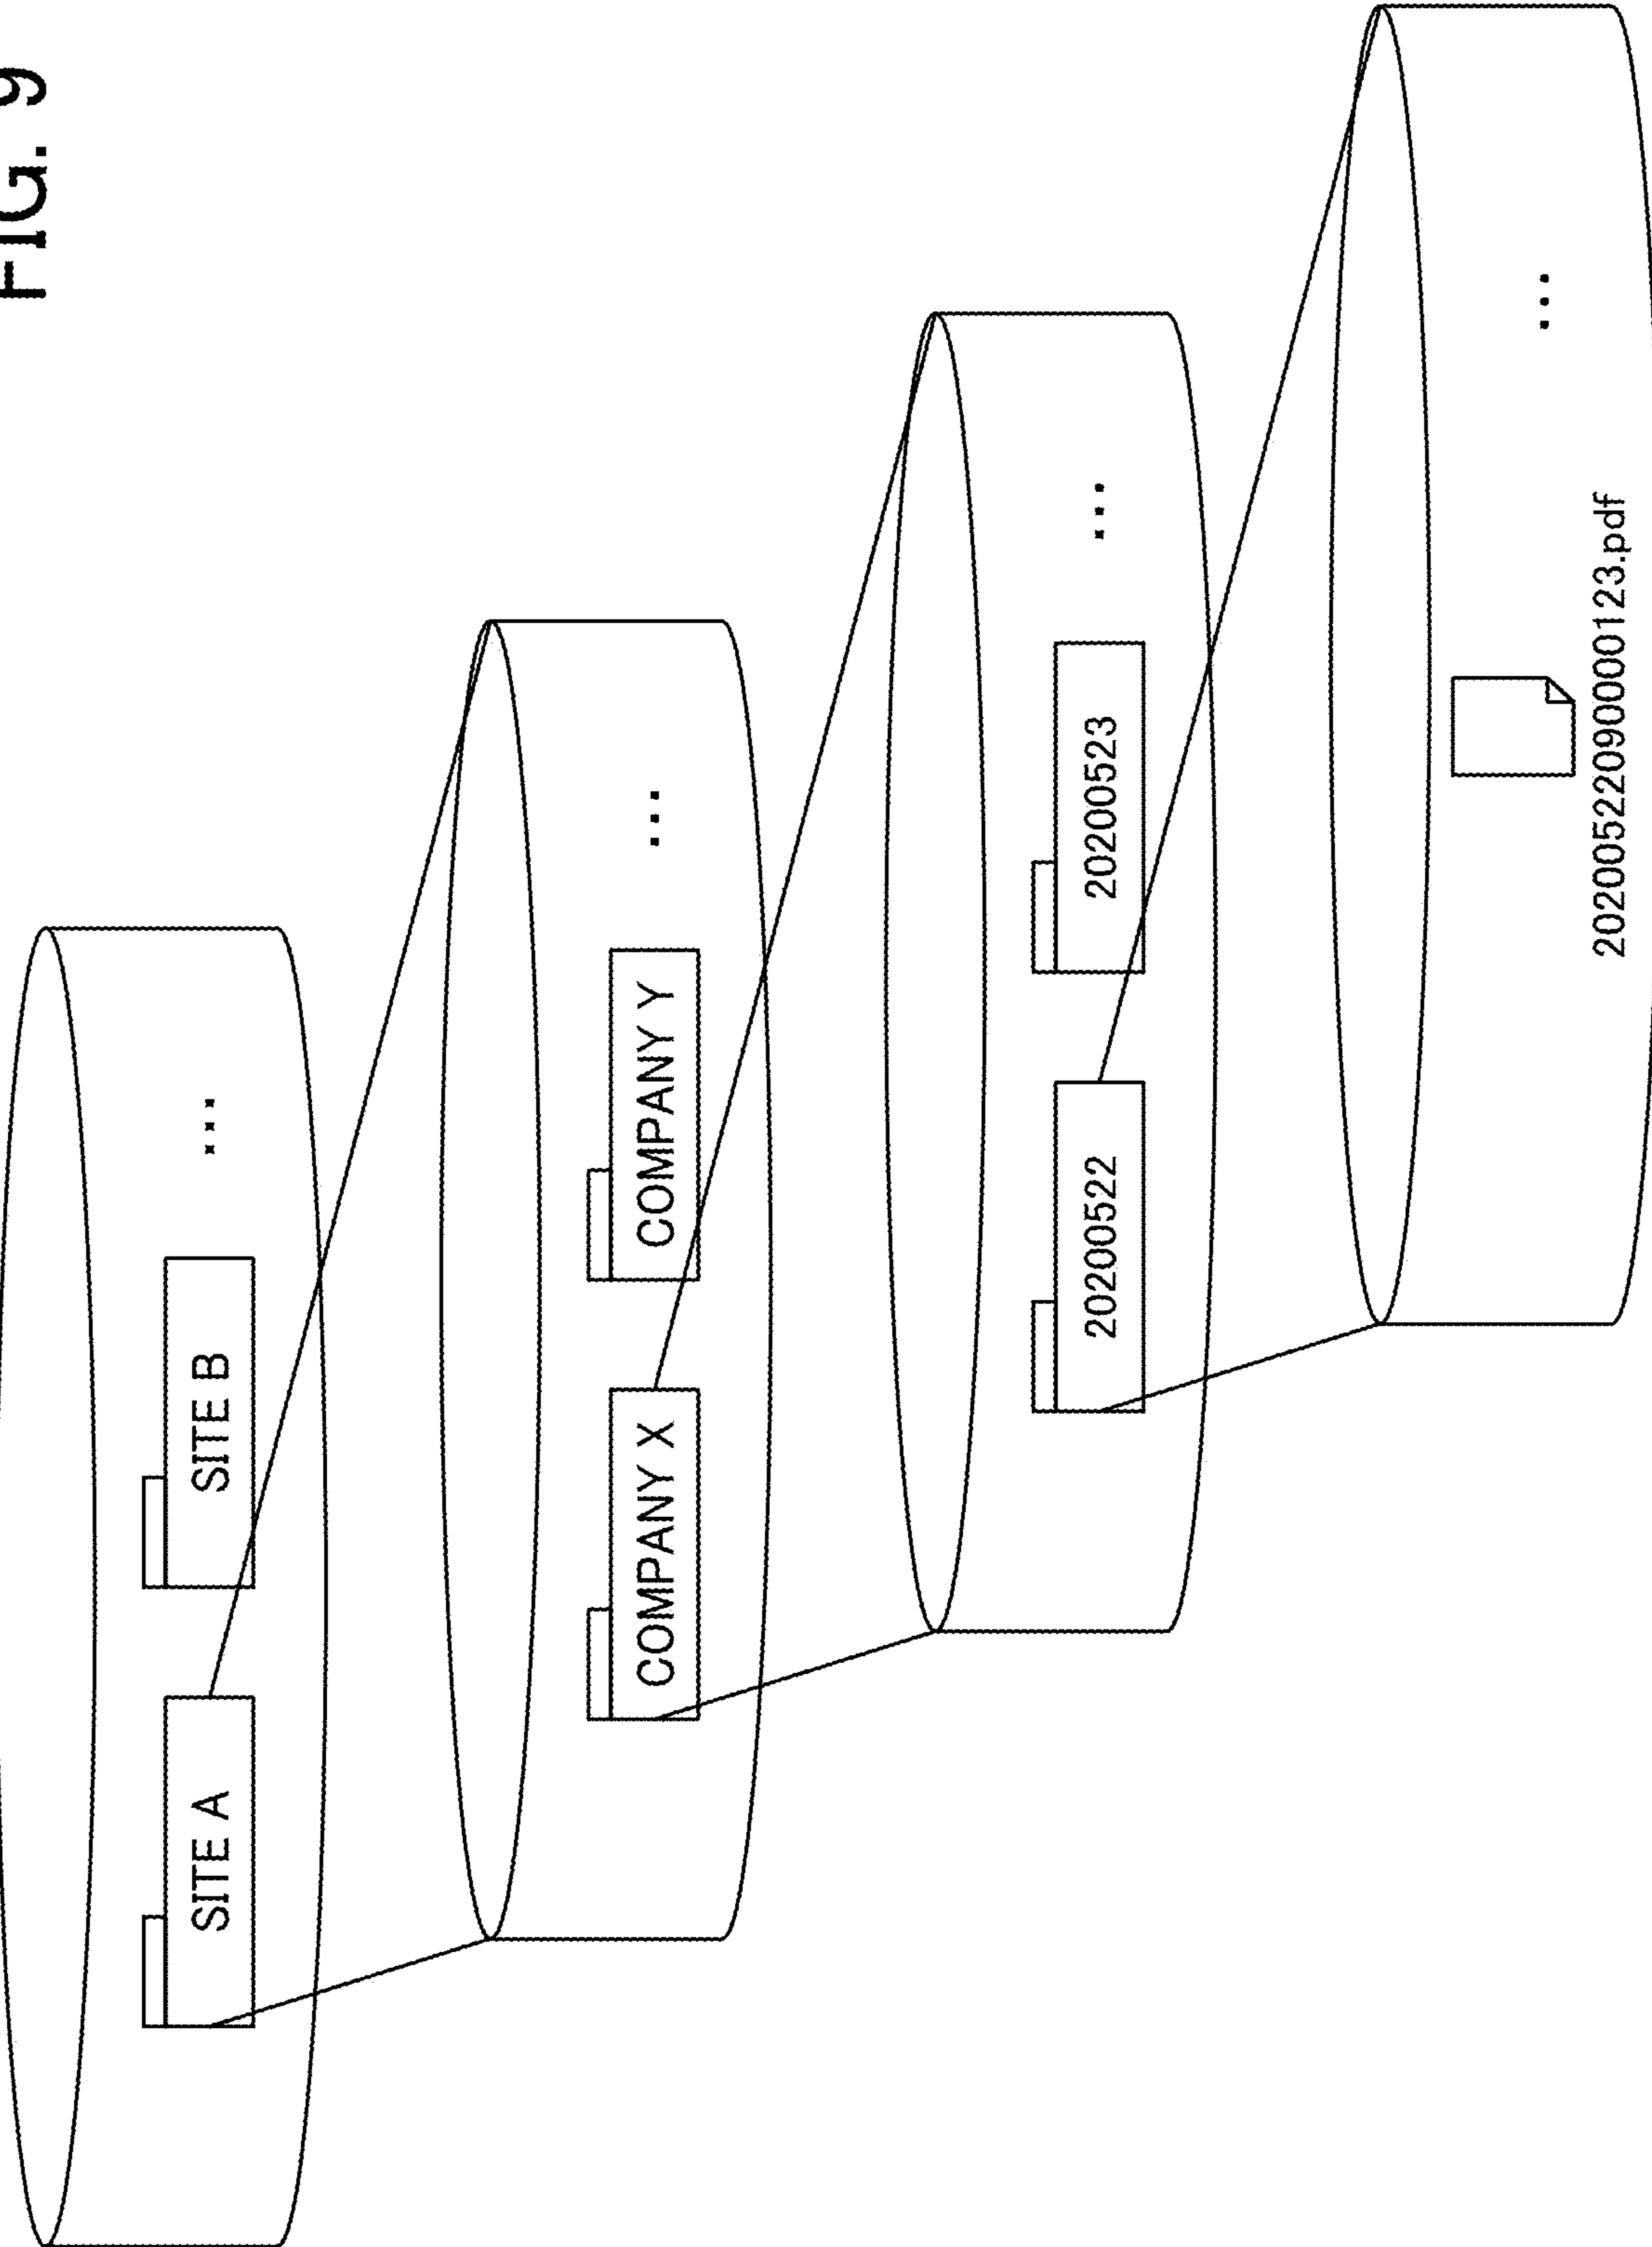 FIG. 9
SITE A
SITE B
...
COMPANY X
COMPANY Y
...
20200522
20200523
...
20200522090000123.pdf
...